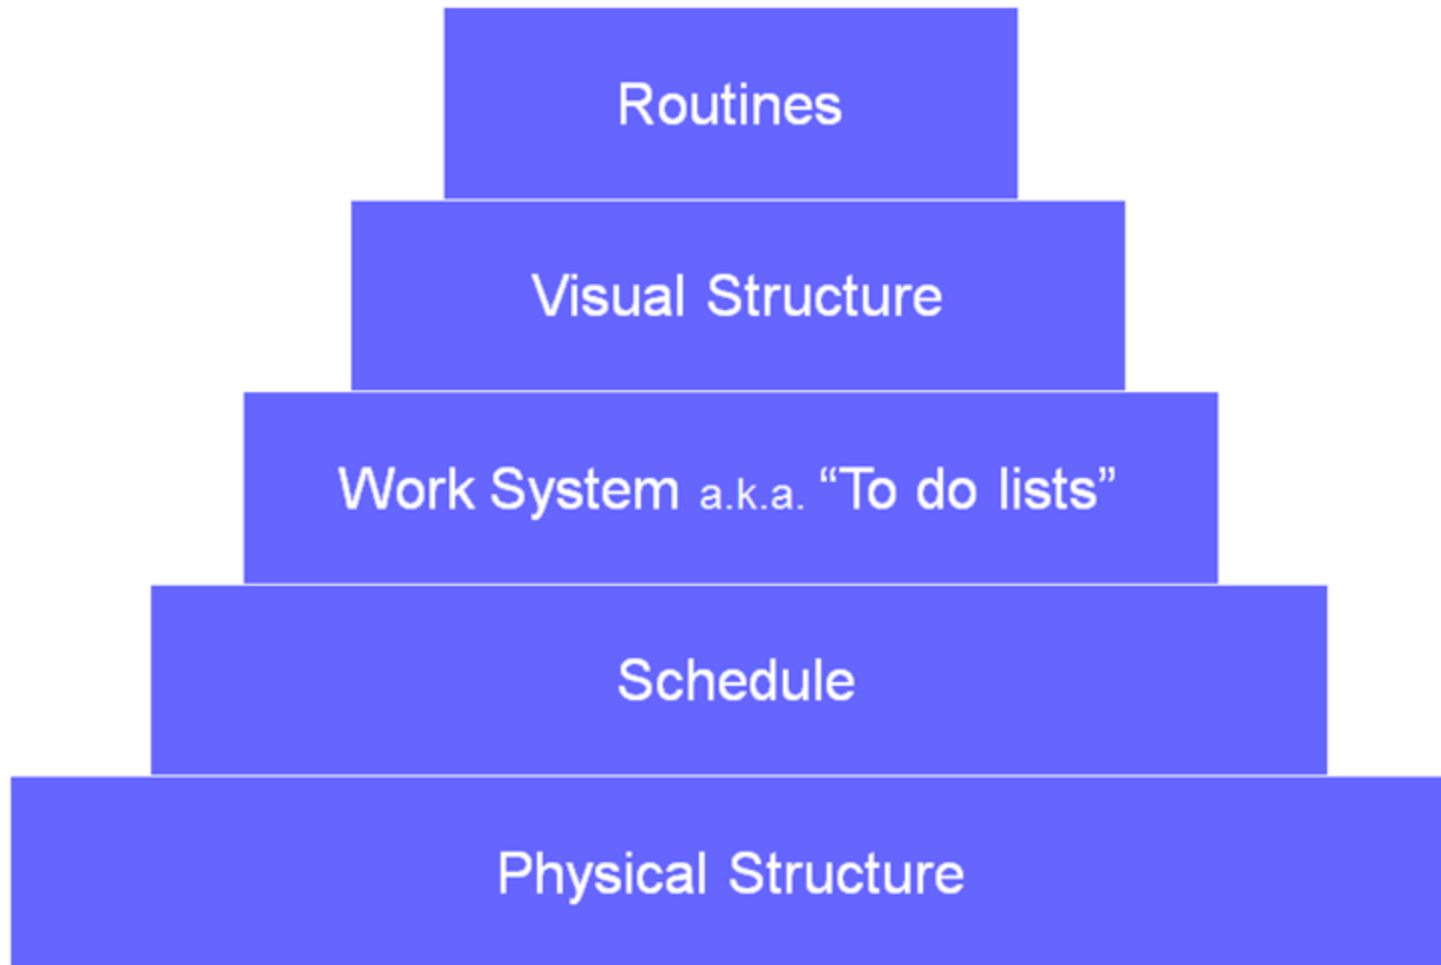 Routines
Visual Structure
Work System a.k.a. “To do lists”
Schedule
Physical Structure